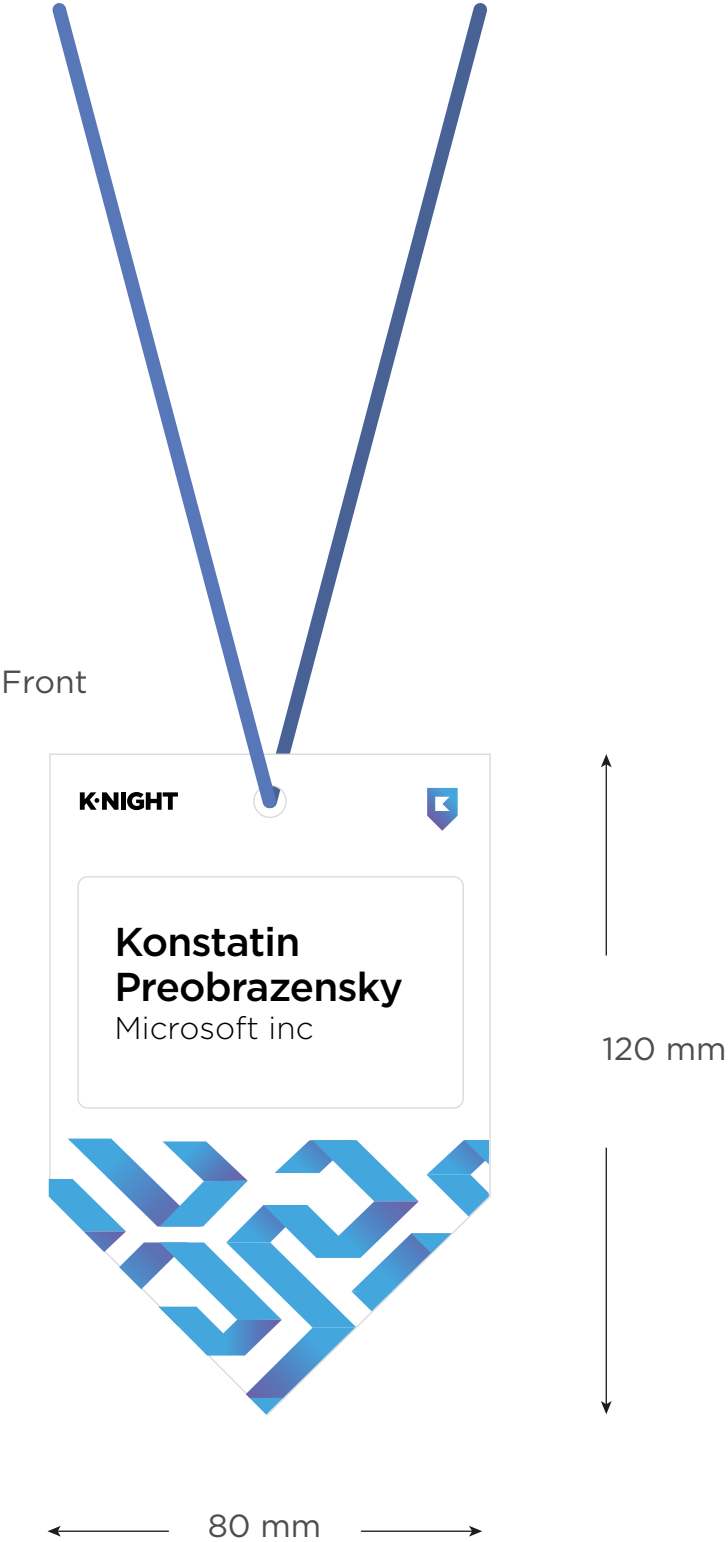 Front
K·NIGHT
Konstatin
Preobrazensky
Microsoft inc
120 mm
80 mm